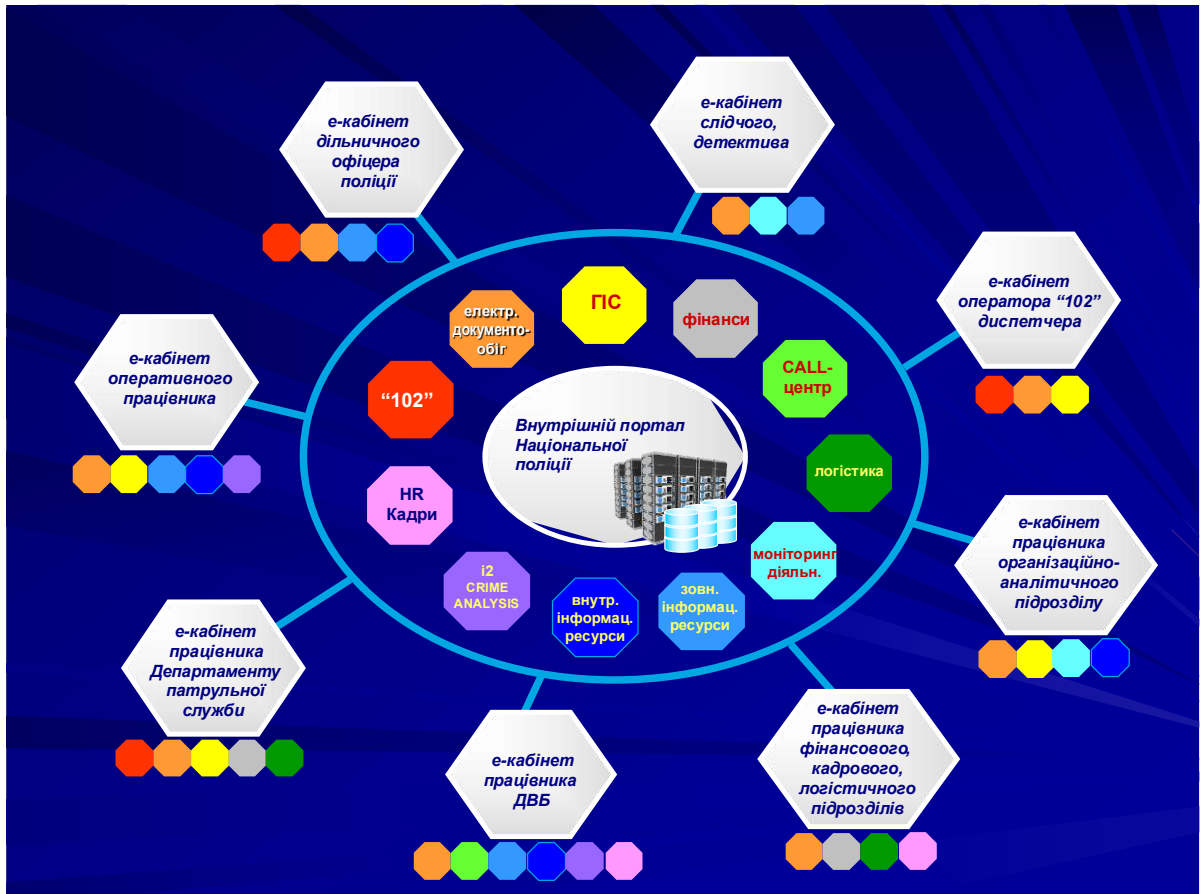 е-кабінет
дільничного
офіцера
поліції
е-кабінет
слідчого,
детектива
е-кабінет
оператора “102”
диспетчера
е-кабінет
оперативного
працівника
електр.
документо-
обіг
ГІС
фінанси
CALL-
центр
“102”
Внутрішній портал
Національної
поліції
логістика
HR
Кадри
моніторинг
діяльн.
і2
CRIME
ANALYSIS
внутр.
інформац.
ресурси
зовн.
інформац.
ресурси
е-кабінет
працівника
організаційно-
аналітичного
підрозділу
е-кабінет
працівника
Департаменту
патрульної
служби
е-кабінет
працівника
ДВБ
е-кабінет
працівника
фінансового,
кадрового,
логістичного
підрозділів